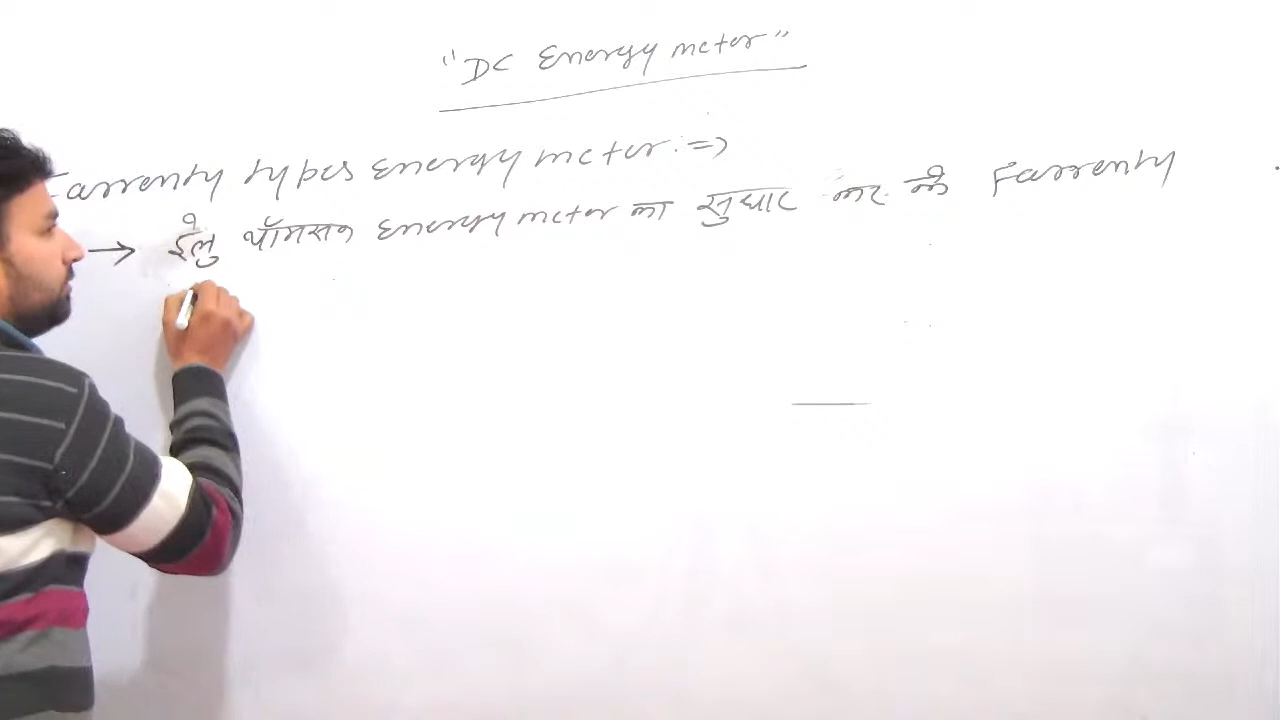 "DC Energy meter"
Farrenty types energy meter. =>
→ ईलु थॉमसन energy meter का सुधार कर के Farrenty